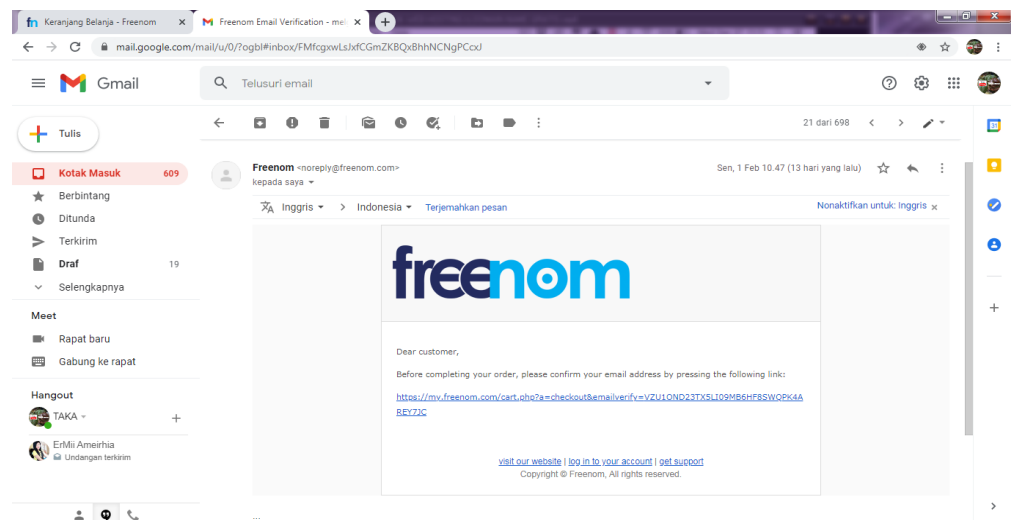 Keranjang Belanja - Freenom
Freenom Email Verification - mel
mail.google.com/mail/u/0/?ogbl#inbox/FMfcgxwLsJxfCGmZKBQxBhhNCNgPCcxJ
Gmail
Telusuri email
Tulis
21 dari 698
Kotak Masuk 609
Berbintang
Ditunda
Terkirim
Draf 19
Selengkapnya
Meet
Rapat baru
Gabung ke rapat
Hangout
TAKA
ErMii Ameirhia
Undangan terkirim
Freenom <noreply@freenom.com>
Sen, 1 Feb 10.47 (13 hari yang lalu)
kepada saya
Inggris > Indonesia Terjemahkan pesan
Nonaktifkan untuk: Inggris x
freenom
Dear customer,
Before completing your order, please confirm your email address by pressing the following link:
https://my.freenom.com/cart.php?a=checkout&emailverify=VZU1OND23TX5LI09MB6HF8SWQPK4A
REY7JC
visit our website | log in to your account | get support
Copyright © Freenom, All rights reserved.